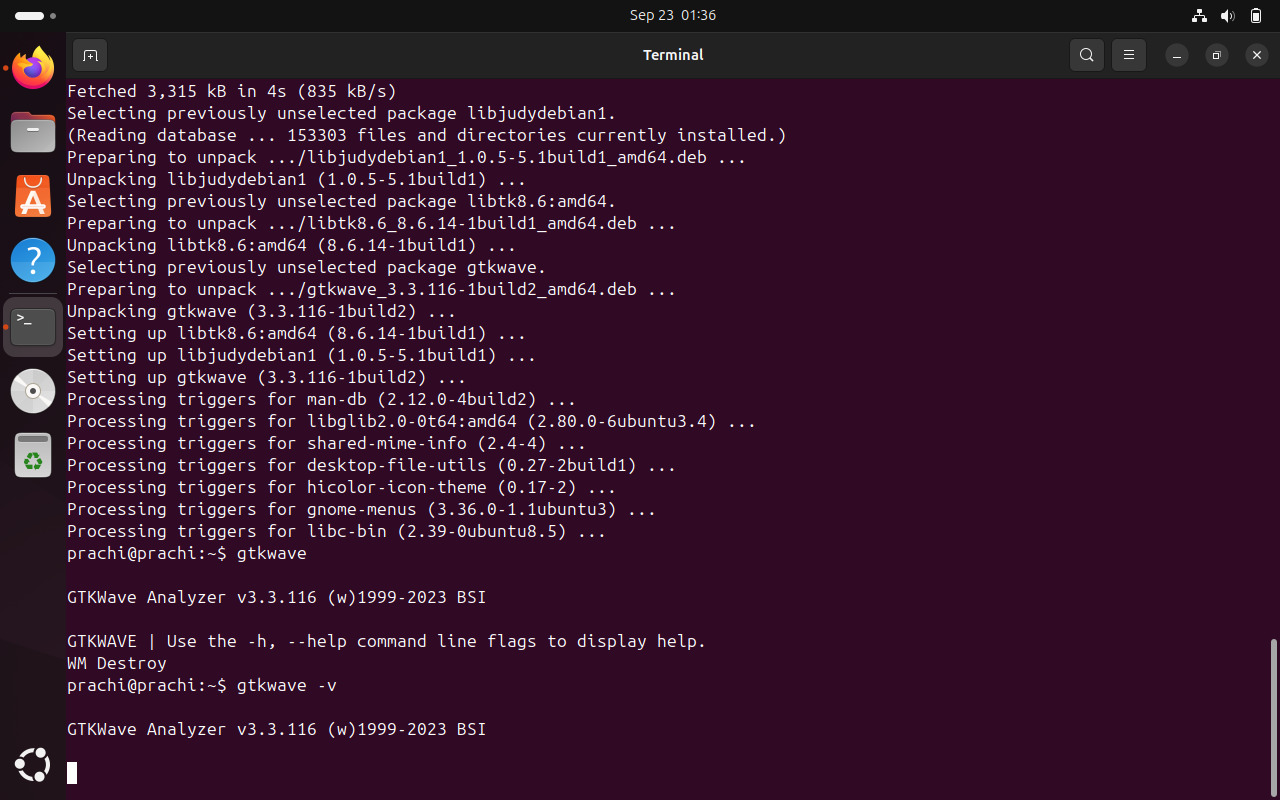 Sep 23 01:36
Terminal
Fetched 3,315 kB in 4s (835 kB/s)
Selecting previously unselected package libjudydebian1.
(Reading database ... 153303 files and directories currently installed.)
Preparing to unpack .../libjudydebian1_1.0.5-5.1build1_amd64.deb ...
Unpacking libjudydebian1 (1.0.5-5.1build1) ...
Selecting previously unselected package libtk8.6:amd64.
Preparing to unpack .../libtk8.6_8.6.14-1build1_amd64.deb ...
Unpacking libtk8.6:amd64 (8.6.14-1build1) ...
Selecting previously unselected package gtkwave.
Preparing to unpack .../gtkwave_3.3.116-1build2_amd64.deb ...
Unpacking gtkwave (3.3.116-1build2) ...
Setting up libtk8.6:amd64 (8.6.14-1build1) ...
Setting up libjudydebian1 (1.0.5-5.1build1) ...
Setting up gtkwave (3.3.116-1build2) ...
Processing triggers for man-db (2.12.0-4build2) ...
Processing triggers for libglib2.0-0t64:amd64 (2.80.0-6ubuntu3.4) ...
Processing triggers for shared-mime-info (2.4-4) ...
Processing triggers for desktop-file-utils (0.27-2build1) ...
Processing triggers for hicolor-icon-theme (0.17-2) ...
Processing triggers for gnome-menus (3.36.0-1.1ubuntu3) ...
Processing triggers for libc-bin (2.39-0ubuntu8.5) ...
prachi@prachi:~$ gtkwave
GTKWave Analyzer v3.3.116 (w)1999-2023 BSI
GTKWAVE | Use the -h, --help command line flags to display help.
WM Destroy
prachi@prachi:~$ gtkwave -v
GTKWave Analyzer v3.3.116 (w)1999-2023 BSI